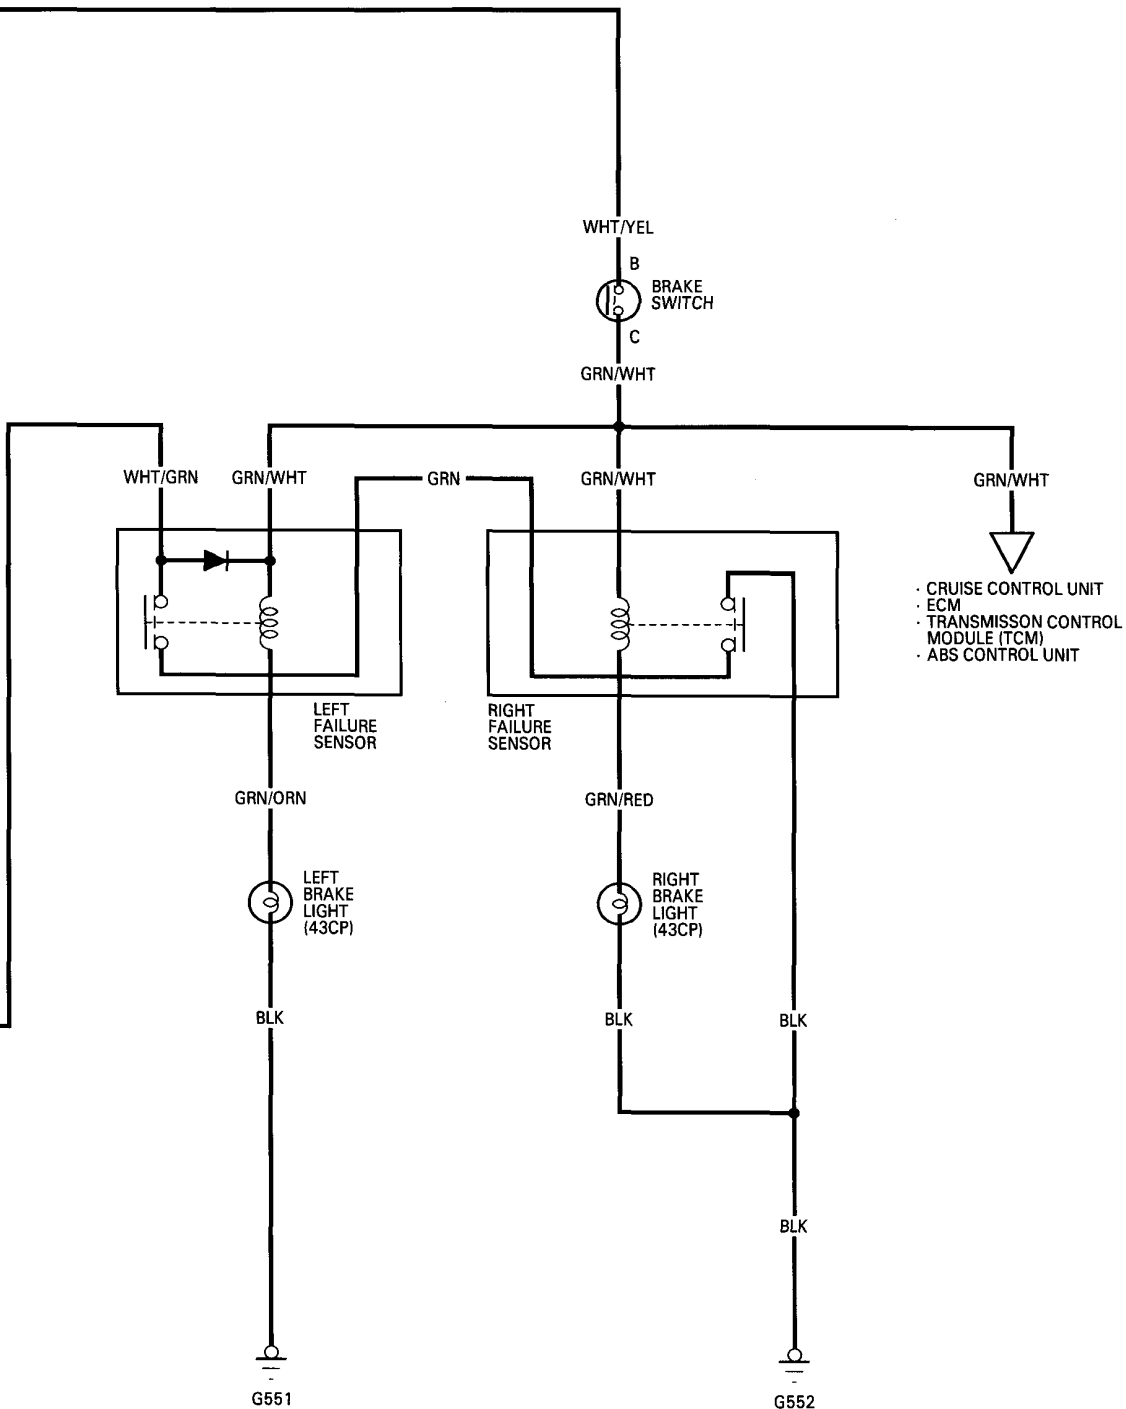 WHT/YEL
B
BRAKE
SWITCH
C
GRN/WHT
WHT/GRN
GRN/WHT
GRN
GRN/WHT
GRN/WHT
· CRUISE CONTROL UNIT
· ECM
· TRANSMISSON CONTROL
MODULE (TCM)
· ABS CONTROL UNIT
LEFT
FAILURE
SENSOR
RIGHT
FAILURE
SENSOR
GRN/ORN
GRN/RED
LEFT
BRAKE
LIGHT
(43CP)
RIGHT
BRAKE
LIGHT
(43CP)
BLK
BLK
BLK
BLK
G551
G552